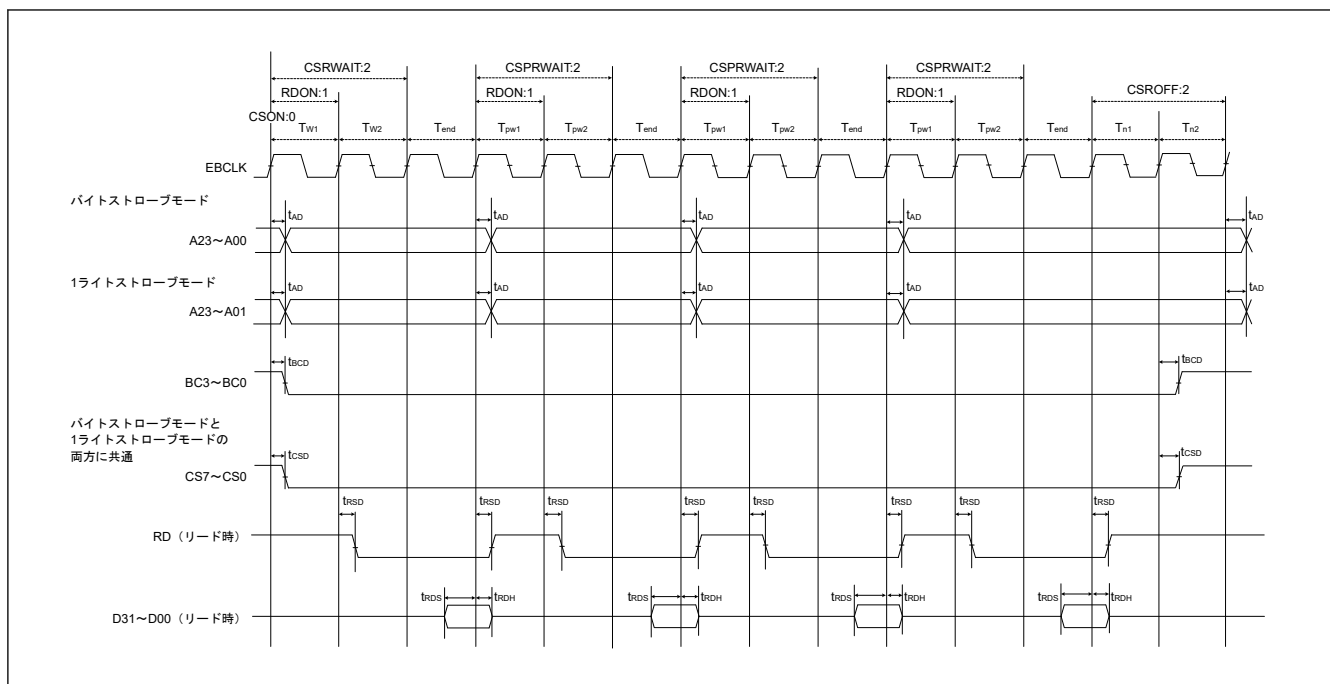 CSRWAIT:2 CSPRWAIT:2 CSPRWAIT:2 CSPRWAIT:2
RDON:1 RDON:1 RDON:1 RDON:1 CSROFF:2
CSON:0
TW1 TW2 Tend Tpw1 Tpw2 Tend Tpw1 Tpw2 Tend Tpw1 Tpw2 Tend Tn1 Tn2
EBCLK
バイトストローブモード
tAD tAD tAD tAD tAD
A23～A00
1ライトストローブモード
tAD tAD tAD tAD tAD
A23～A01
tBCD tBCD
BC3～BC0
バイトストローブモードと
1ライトストローブモードの
両方に共通
tCSD tCSD
CS7～CS0
tRSD tRSD tRSD tRSD tRSD tRSD tRSD tRSD
RD（リード時）
tRDS tRDH tRDS tRDH tRDS tRDH tRDS tRDH
D31～D00（リード時）